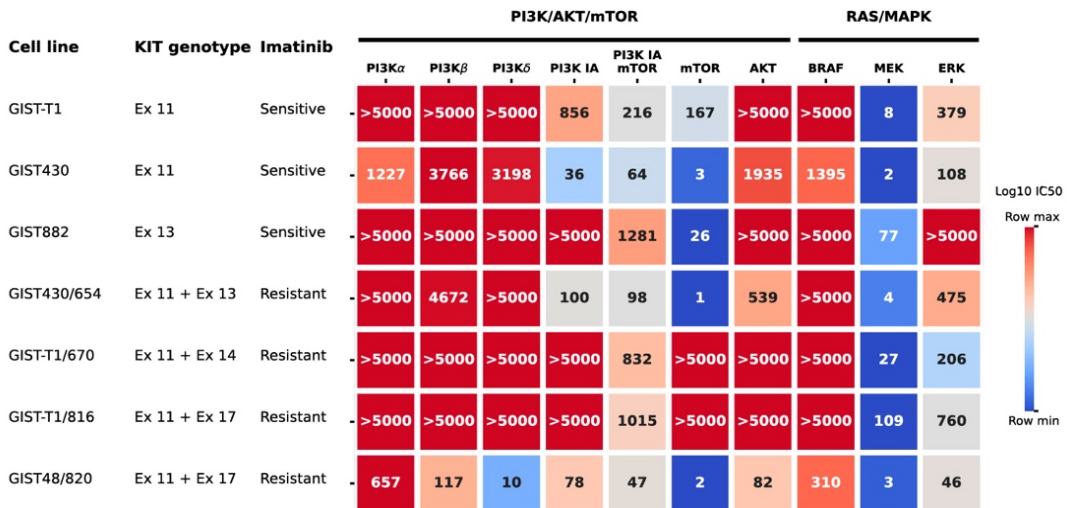 PI3K/AKT/mTOR RAS/MAPK
Cell line KIT genotype Imatinib
PI3Kα PI3Kβ PI3Kδ PI3K IA PI3K IA mTOR mTOR AKT BRAF MEK ERK
GIST-T1 Ex 11 Sensitive >5000 >5000 >5000 856 216 167 >5000 >5000 8 379
GIST430 Ex 11 Sensitive 1227 3766 3198 36 64 3 1935 1395 2 108
GIST882 Ex 13 Sensitive >5000 >5000 >5000 >5000 1281 26 >5000 >5000 77 >5000
GIST430/654 Ex 11 + Ex 13 Resistant >5000 4672 >5000 100 98 1 539 >5000 4 475
GIST-T1/670 Ex 11 + Ex 14 Resistant >5000 >5000 >5000 >5000 832 >5000 >5000 >5000 27 206
GIST-T1/816 Ex 11 + Ex 17 Resistant >5000 >5000 >5000 >5000 1015 >5000 >5000 >5000 109 760
GIST48/820 Ex 11 + Ex 17 Resistant 657 117 10 78 47 2 82 310 3 46
Log10 IC50
Row max
Row min